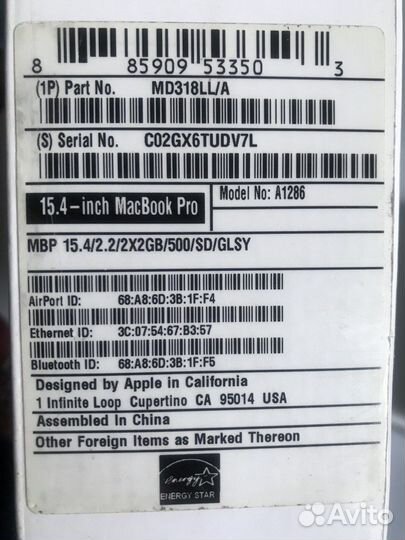 8 85909 53350 3
(1P) Part No. MD318LL/A
(S) Serial No. C02GX6TUDV7L
15.4-inch MacBook Pro
Model No: A1286
MBP 15.4/2.2/2X2GB/500/SD/GLSY
AirPort ID: 68:A8:6D:3B:1F:F4
Ethernet ID: 3C:07:54:67:B3:57
Bluetooth ID: 68:A8:6D:3B:1F:F5
Designed by Apple in California
1 Infinite Loop Cupertino CA 95014 USA
Assembled in China
Other Foreign Items as Marked Thereon
energy
ENERGY STAR
Avito